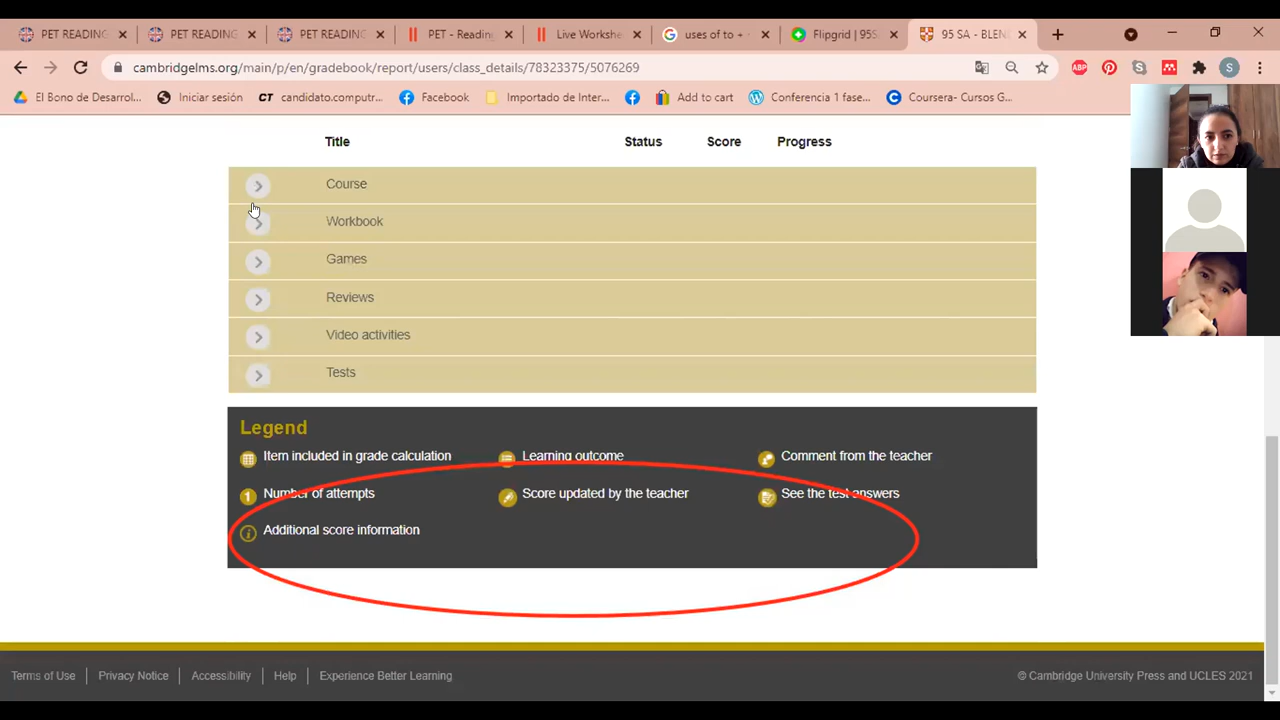 PET READING
PET READING
PET READING
PET - Reading
Live Workshe
uses of to +
Flipgrid | 95S
95 SA - BLEN
cambridgelms.org/main/p/en/gradebook/report/users/class_details/78323375/5076269
ABP
S
El Bono de Desarrol...
Iniciar sesión
CT candidato.computr...
Facebook
Importado de Inter...
Add to cart
Conferencia 1 fase...
Coursera- Cursos G...
Title Status Score Progress
Course
Workbook
Games
Reviews
Video activities
Tests
Legend
Item included in grade calculation Learning outcome Comment from the teacher
1 Number of attempts Score updated by the teacher See the test answers
Additional score information
Terms of Use Privacy Notice Accessibility Help Experience Better Learning © Cambridge University Press and UCLES 2021